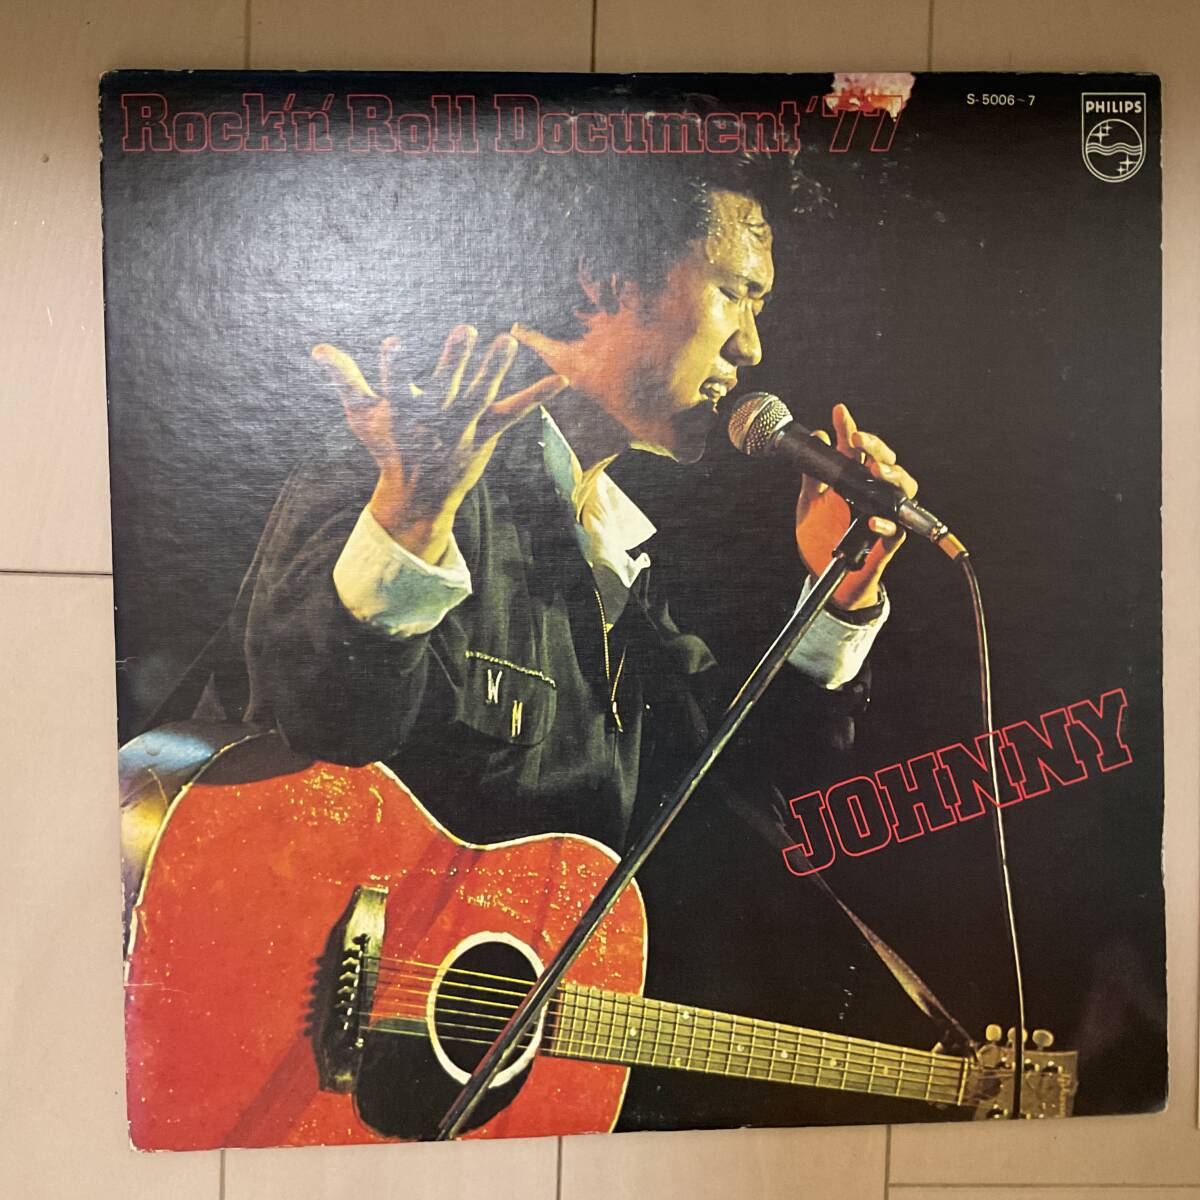 Rock'n' Roll Document '77
S-5006~7
PHILIPS
W
N
JOHNNY